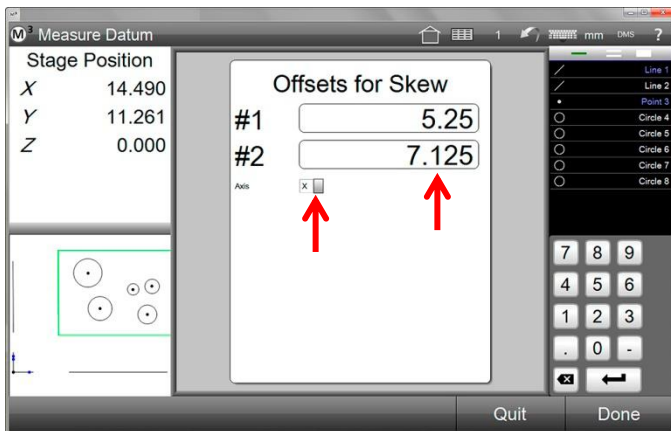 M³ Measure Datum
1 mm DMS ?
Stage Position
X 14.490
Y 11.261
Z 0.000
Offsets for Skew
#1 5.25
#2 7.125
Axis X
Line 1
Line 2
Point 3
Circle 4
Circle 5
Circle 6
Circle 7
Circle 8
7 8 9
4 5 6
1 2 3
. 0 -
Quit Done